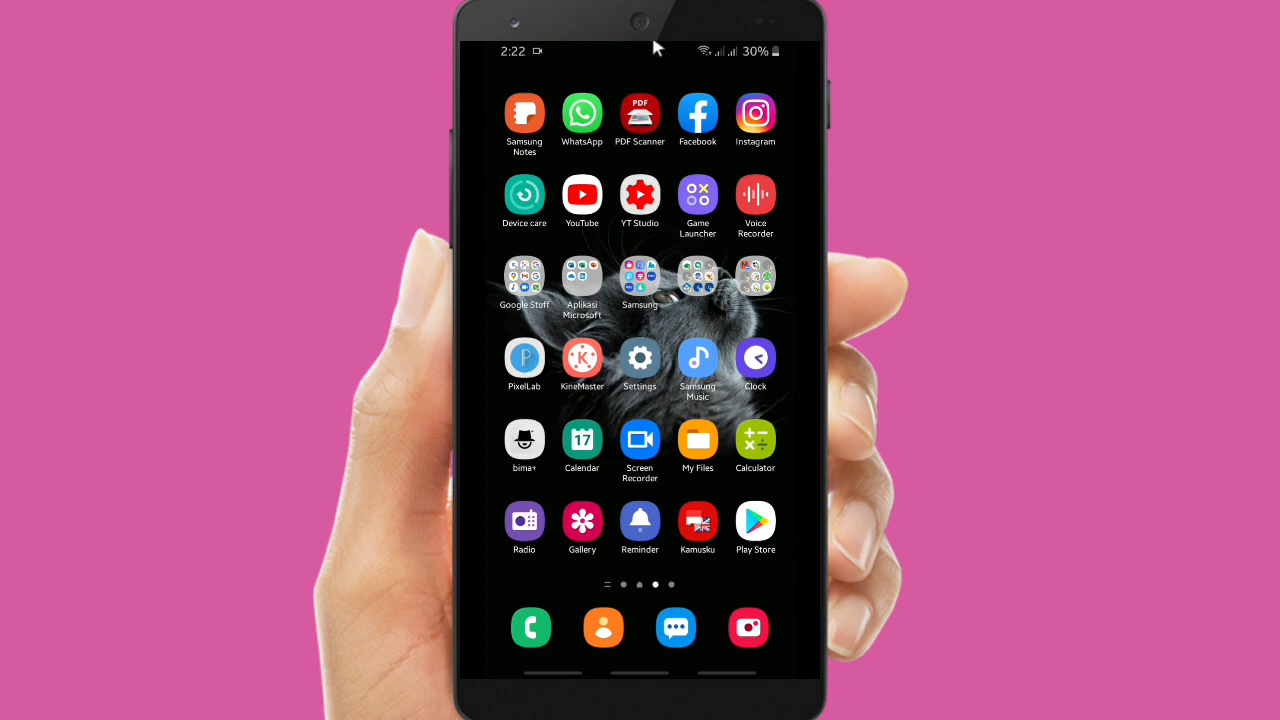 2:22 30%
PDF
Samsung Notes WhatsApp PDF Scanner Facebook Instagram
Device care YouTube YT Studio Game Launcher Voice Recorder
Google Stuff Aplikasi Microsoft Samsung
P K
PixelLab KineMaster Settings Samsung Music Clock
17
bima+ Calendar Screen Recorder My Files Calculator
Radio Gallery Reminder Kamusku Play Store